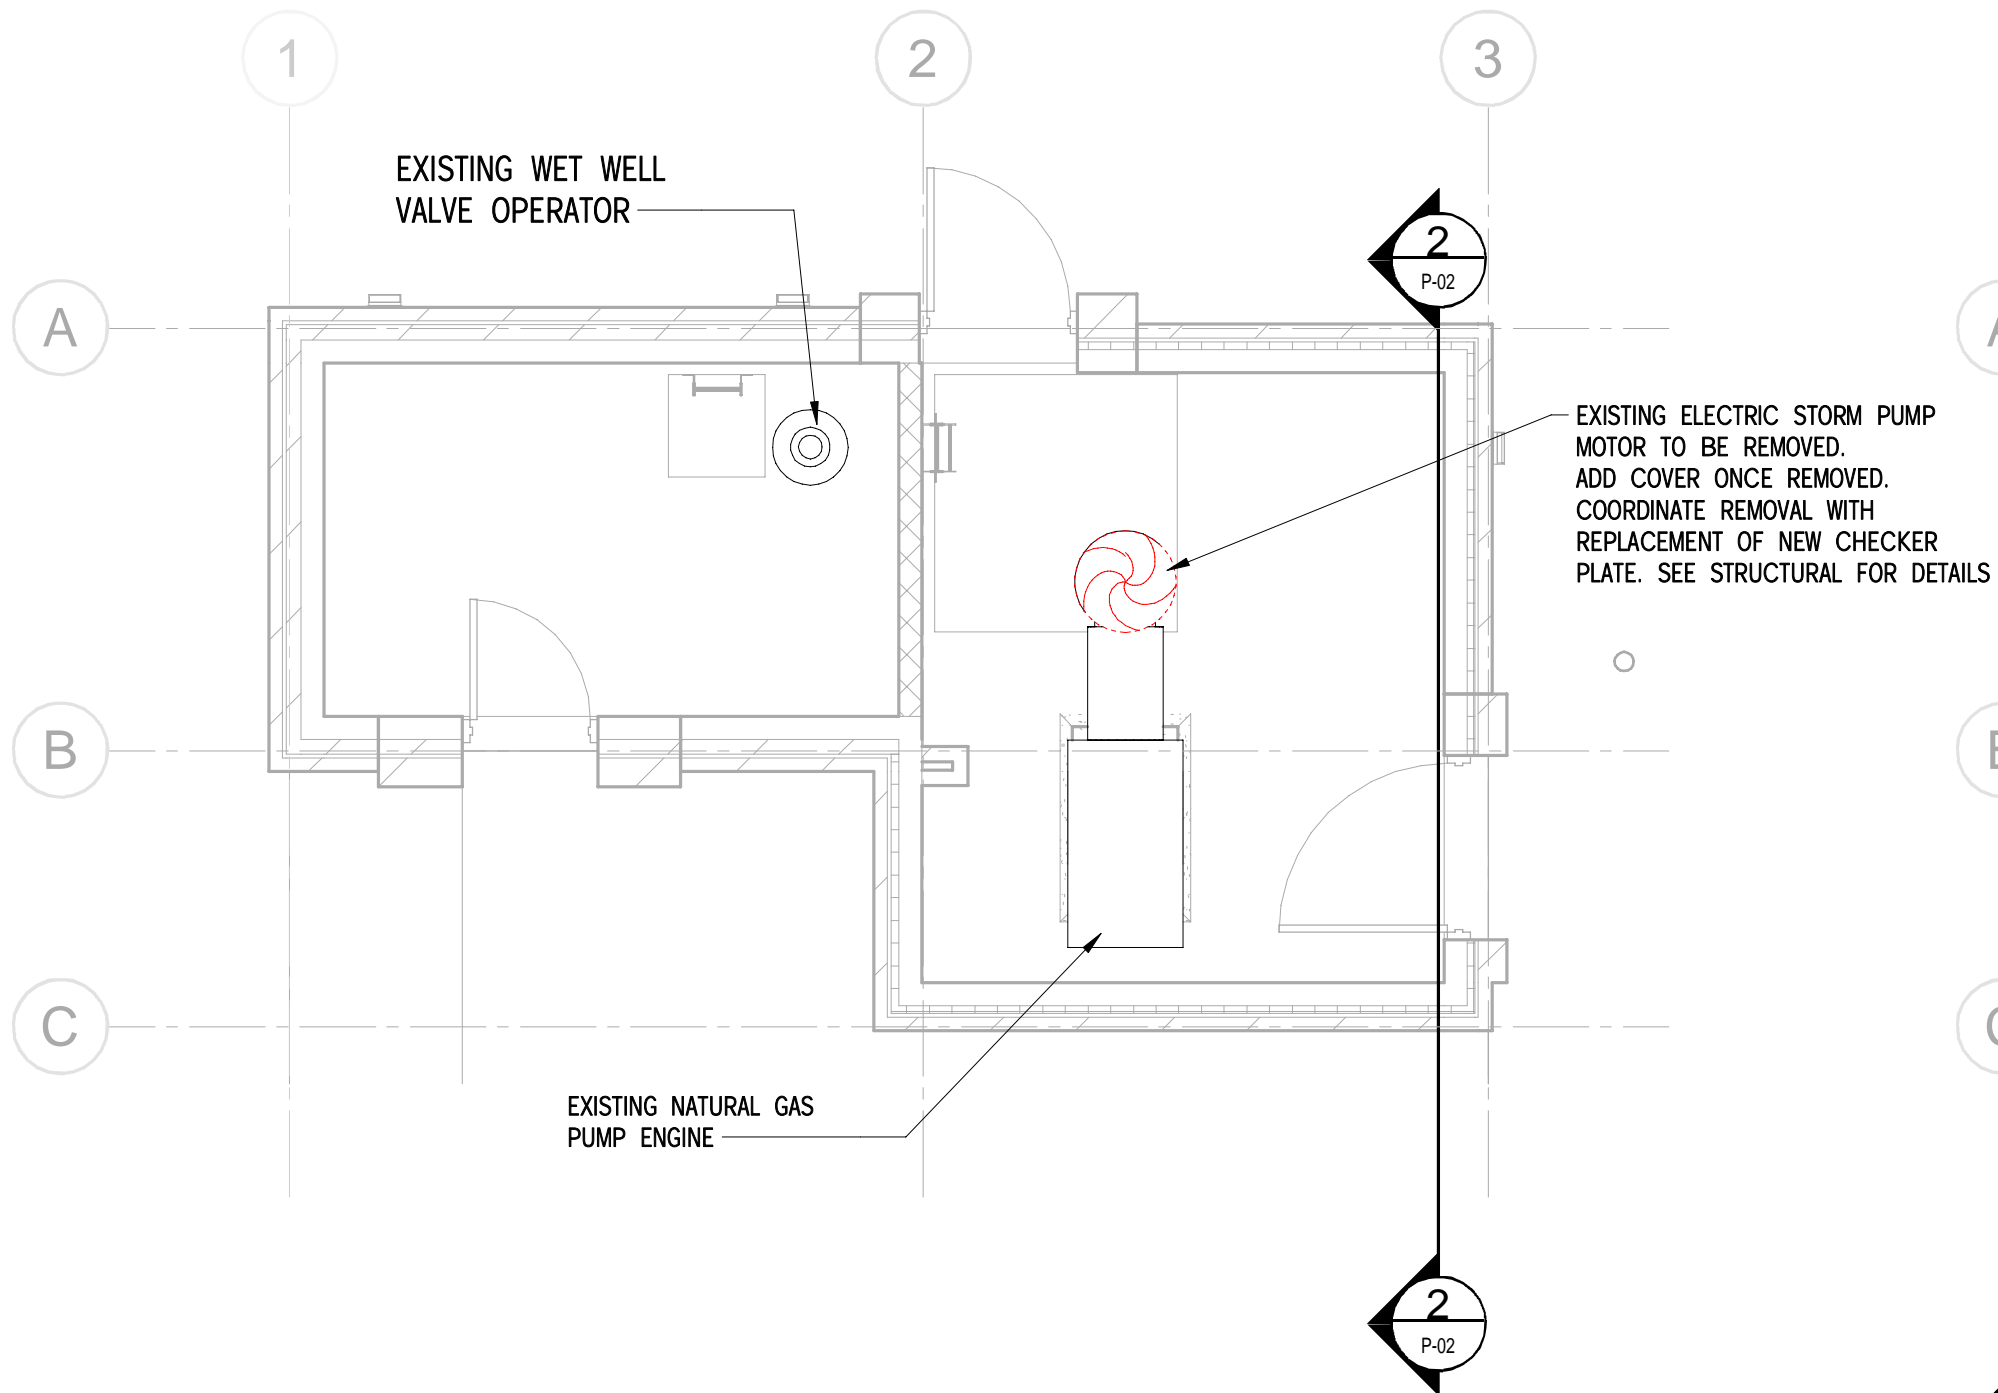 1
2
3
EXISTING WET WELL
VALVE OPERATOR
2
P-02
A
A
EXISTING ELECTRIC STORM PUMP
MOTOR TO BE REMOVED.
ADD COVER ONCE REMOVED.
COORDINATE REMOVAL WITH
REPLACEMENT OF NEW CHECKER
PLATE. SEE STRUCTURAL FOR DETAILS
B
C
EXISTING NATURAL GAS
PUMP ENGINE
2
P-02